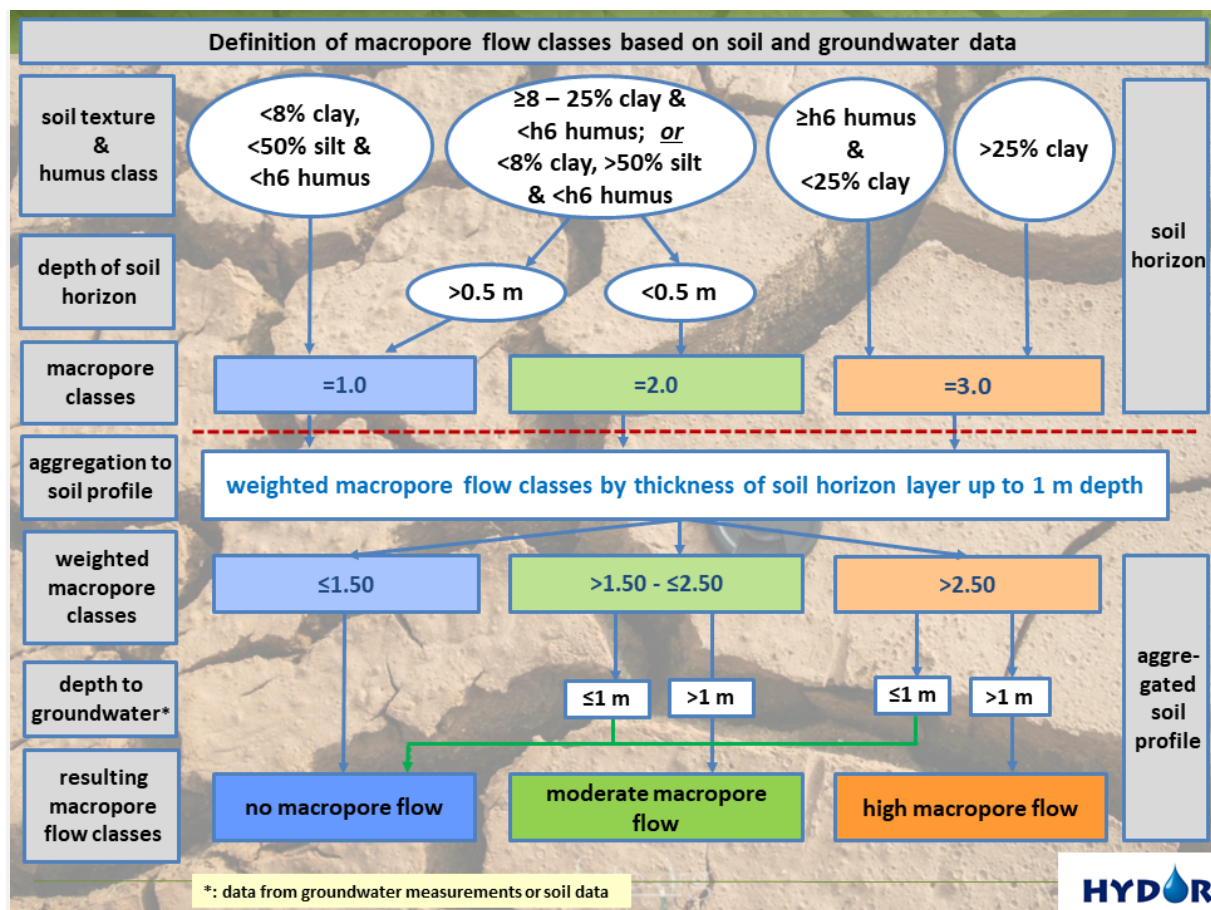 Definition of macropore flow classes based on soil and groundwater data
soil texture
&
humus class
<8% clay,
<50% silt &
<h6 humus
≥8 – 25% clay &
<h6 humus; or
<8% clay, >50% silt
& <h6 humus
≥h6 humus
&
<25% clay
>25% clay
soil
horizon
depth of soil
horizon
>0.5 m
<0.5 m
macropore
classes
=1.0
=2.0
=3.0
aggregation to
soil profile
weighted macropore flow classes by thickness of soil horizon layer up to 1 m depth
weighted
macropore
classes
≤1.50
>1.50 - ≤2.50
>2.50
aggre-
gated
soil
profile
depth to
groundwater*
≤1 m
>1 m
≤1 m
>1 m
resulting
macropore
flow classes
no macropore flow
moderate macropore
flow
high macropore flow
*: data from groundwater measurements or soil data
HYDOR